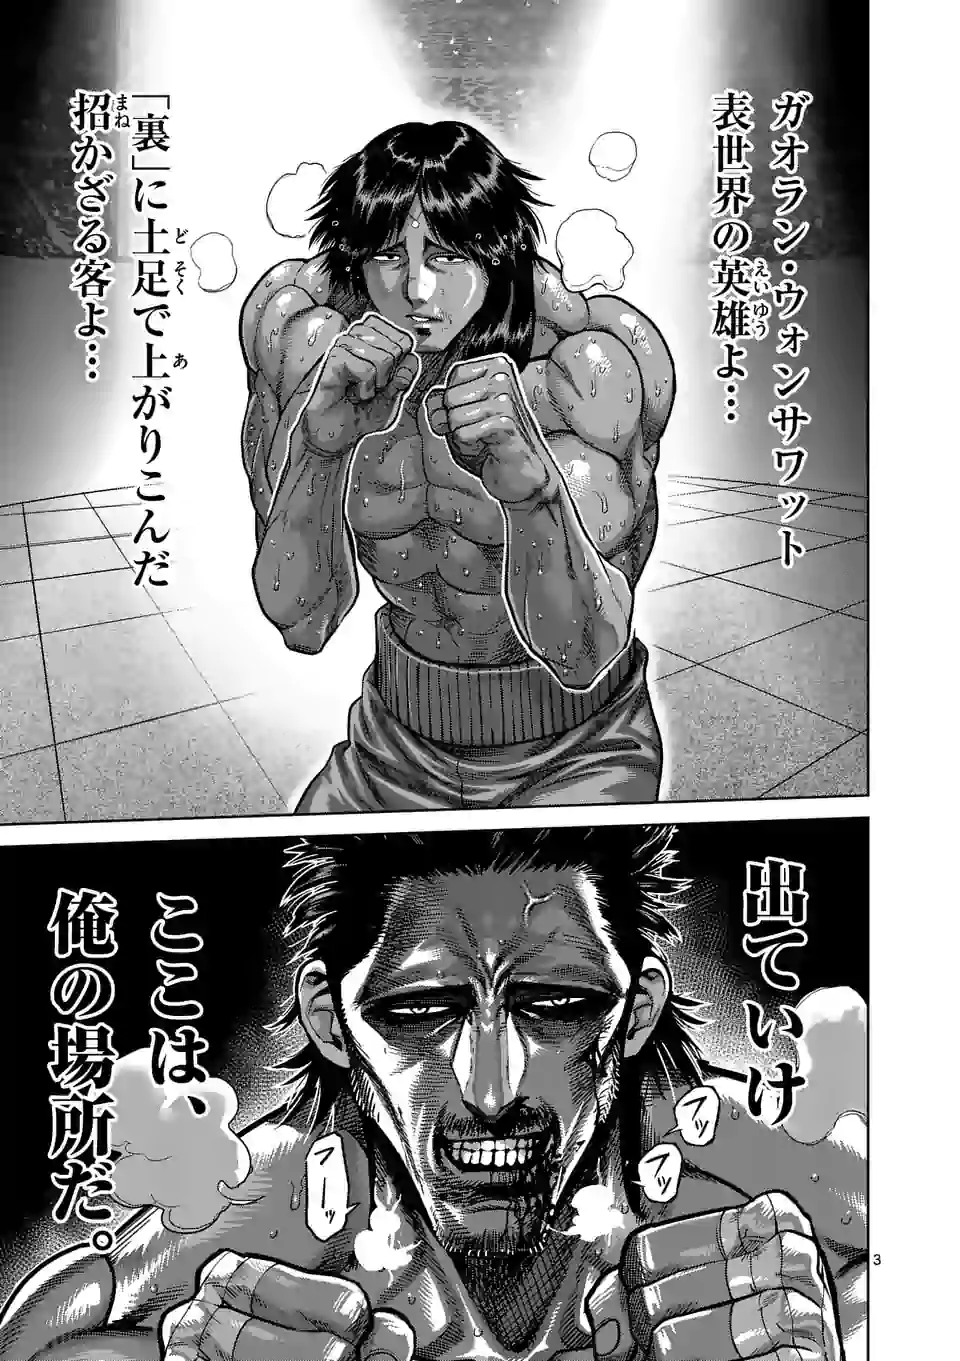 ガオラン・ウォンサワット
表世界の英雄よ…
「裏」に土足で上がりこんだ
招かざる客よ…
出ていけ
ここは、
俺の場所だ。
フッ
フッ
フッ
フーッ
3